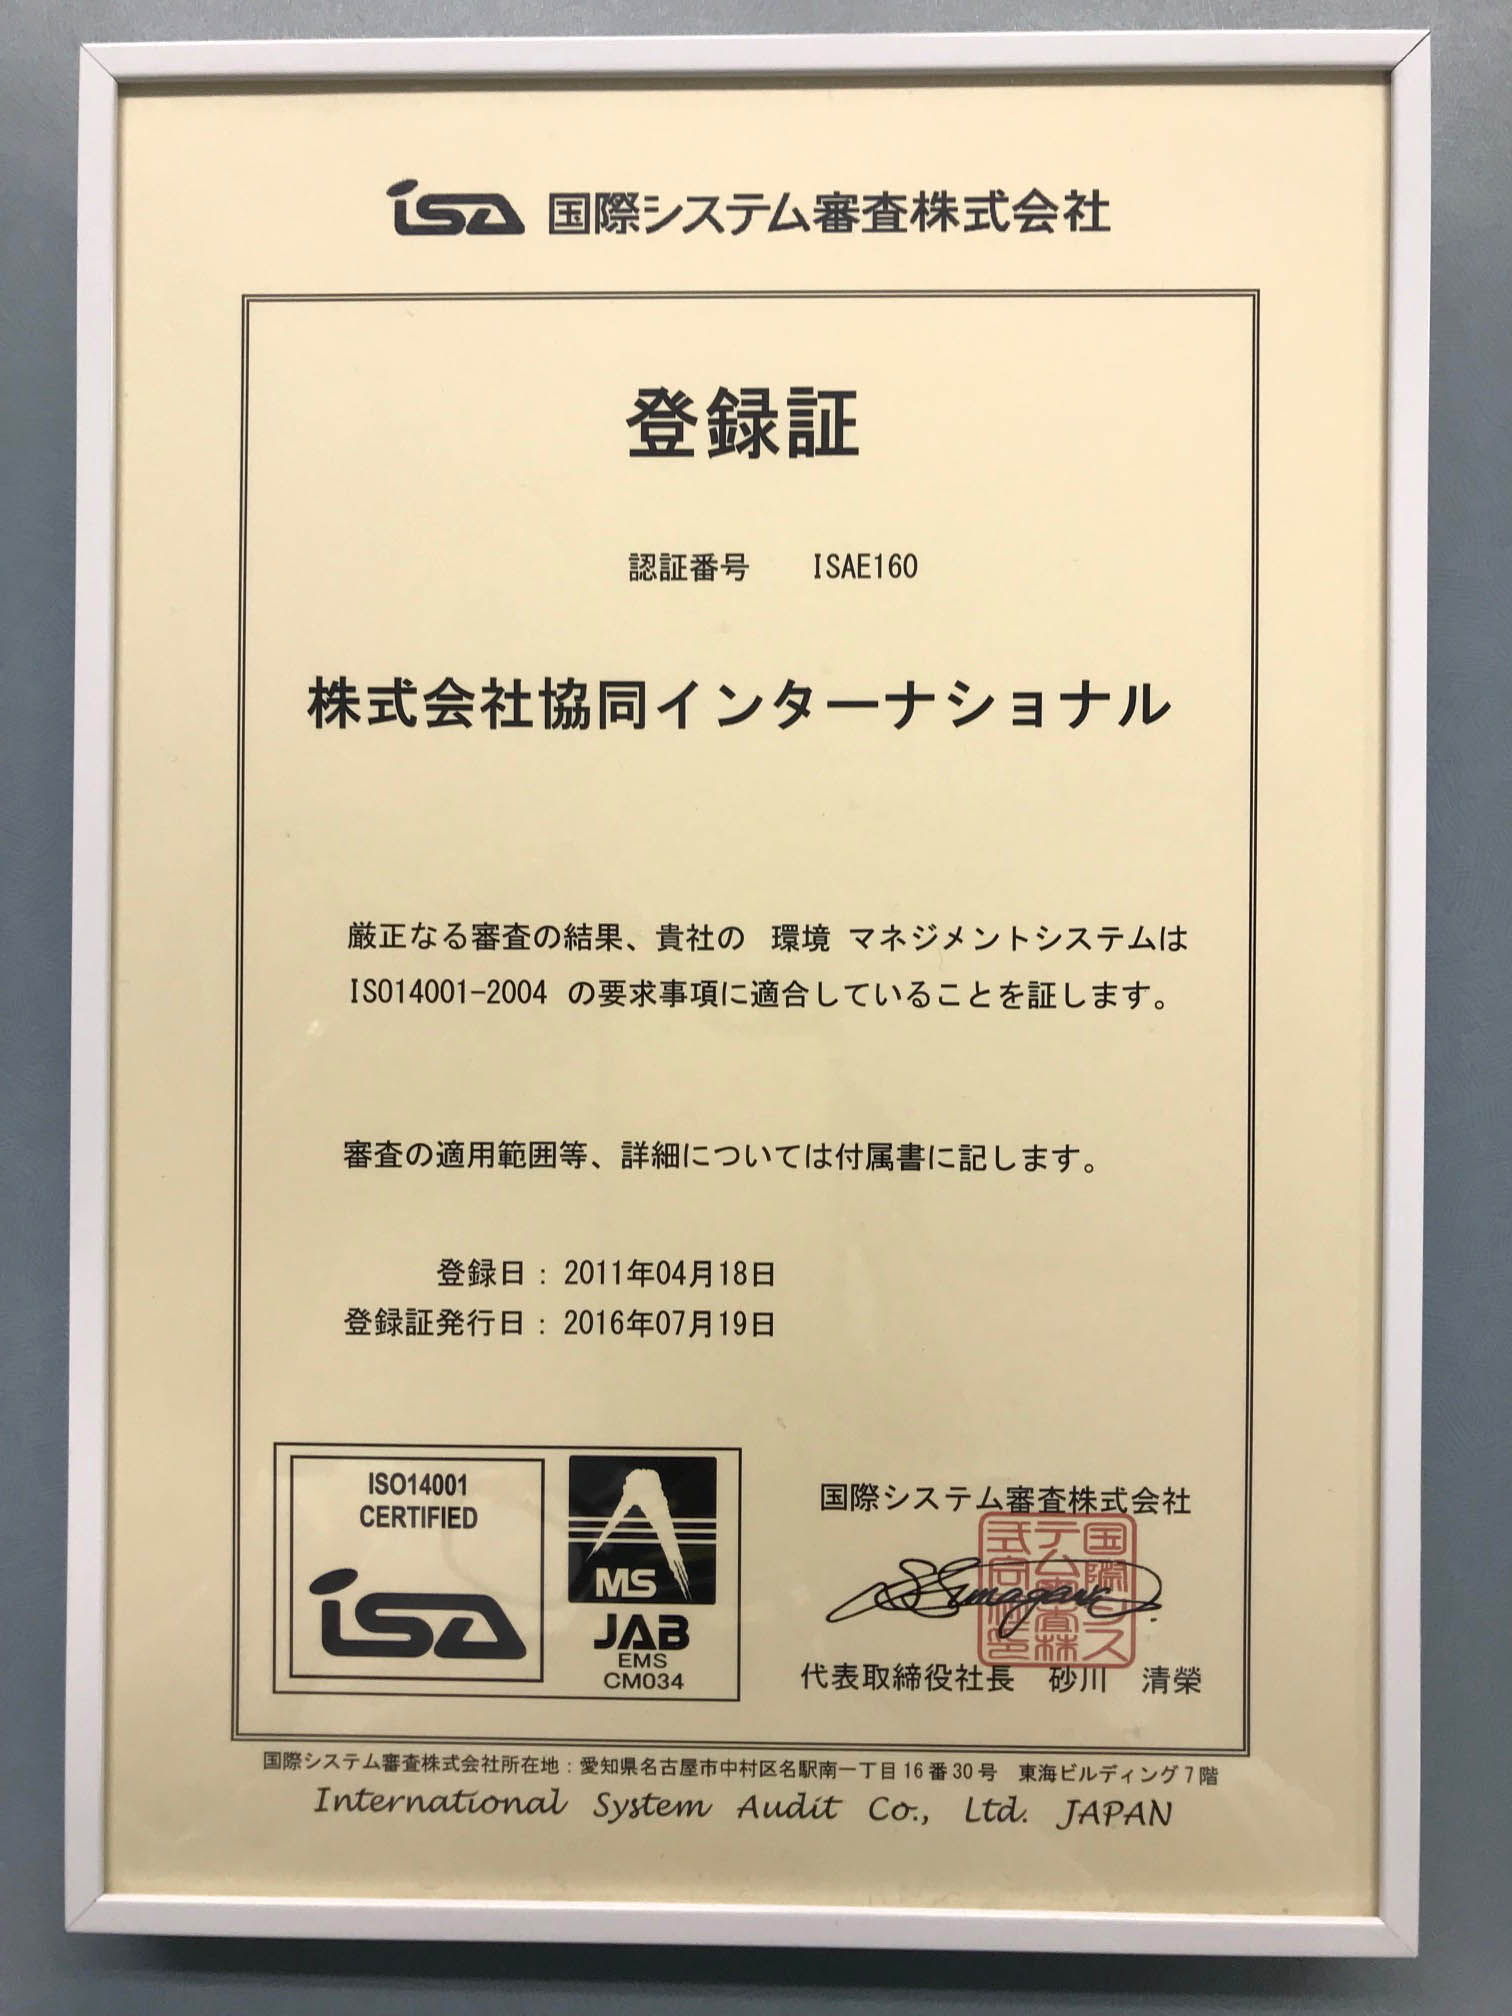 ISA 国際システム審査株式会社
登録証
認証番号 ISAE160
株式会社協同インターナショナル
厳正なる審査の結果、貴社の 環境 マネジメントシステムは
ISO14001-2004 の要求事項に適合していることを証します。
審査の適用範囲等、詳細については付属書に記します。
登録日：2011年04月18日
登録証発行日：2016年07月19日
ISO14001
CERTIFIED
ISA
MS
JAB
EMS
CM034
国際システム審査株式会社
代表取締役社長 砂川 清榮
国際システム審査株式会社所在地：愛知県名古屋市中村区名駅南一丁目16番30号 東海ビルディング7階
International System Audit Co., Ltd. JAPAN